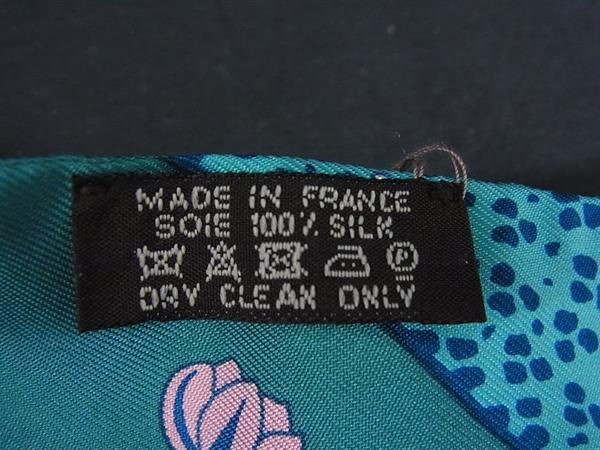 MADE IN FRANCE
SOIE 100% SILK
P
DRY CLEAN ONLY